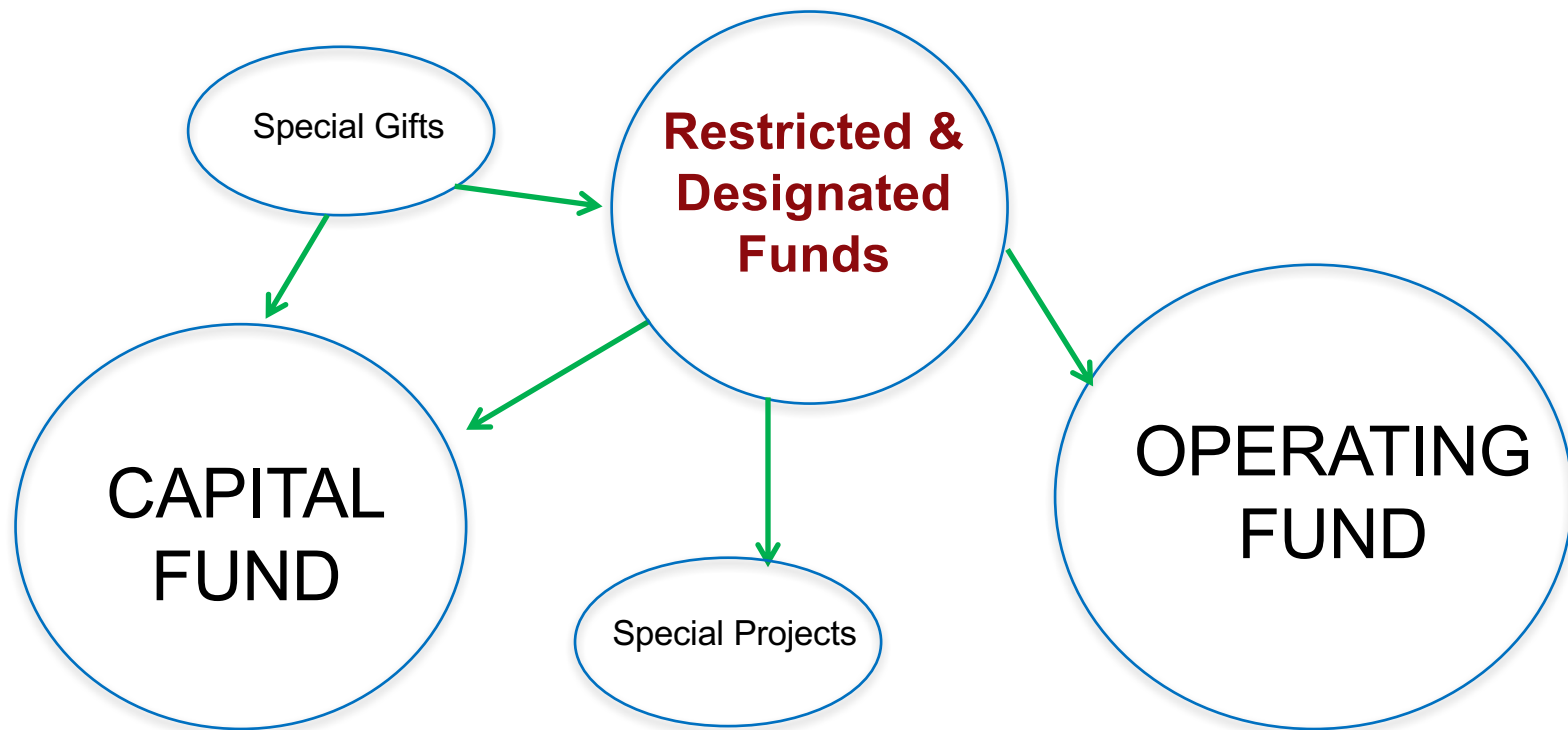 Special Gifts
Restricted &
Designated
Funds
CAPITAL
FUND
OPERATING
FUND
Special Projects